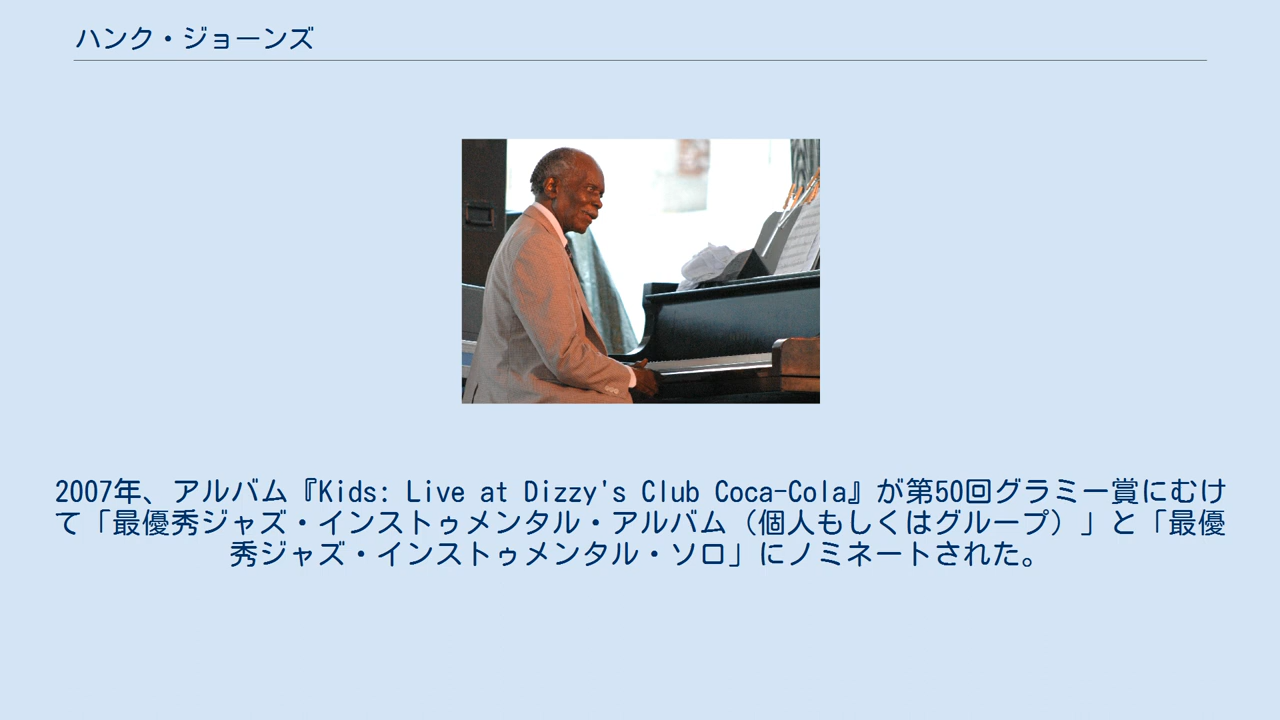 ハンク・ジョーンズ
2007年、アルバム『Kids: Live at Dizzy's Club Coca-Cola』が第50回グラミー賞にむけ
て「最優秀ジャズ・インストゥメンタル・アルバム（個人もしくはグループ）」と「最優
秀ジャズ・インストゥメンタル・ソロ」にノミネートされた。